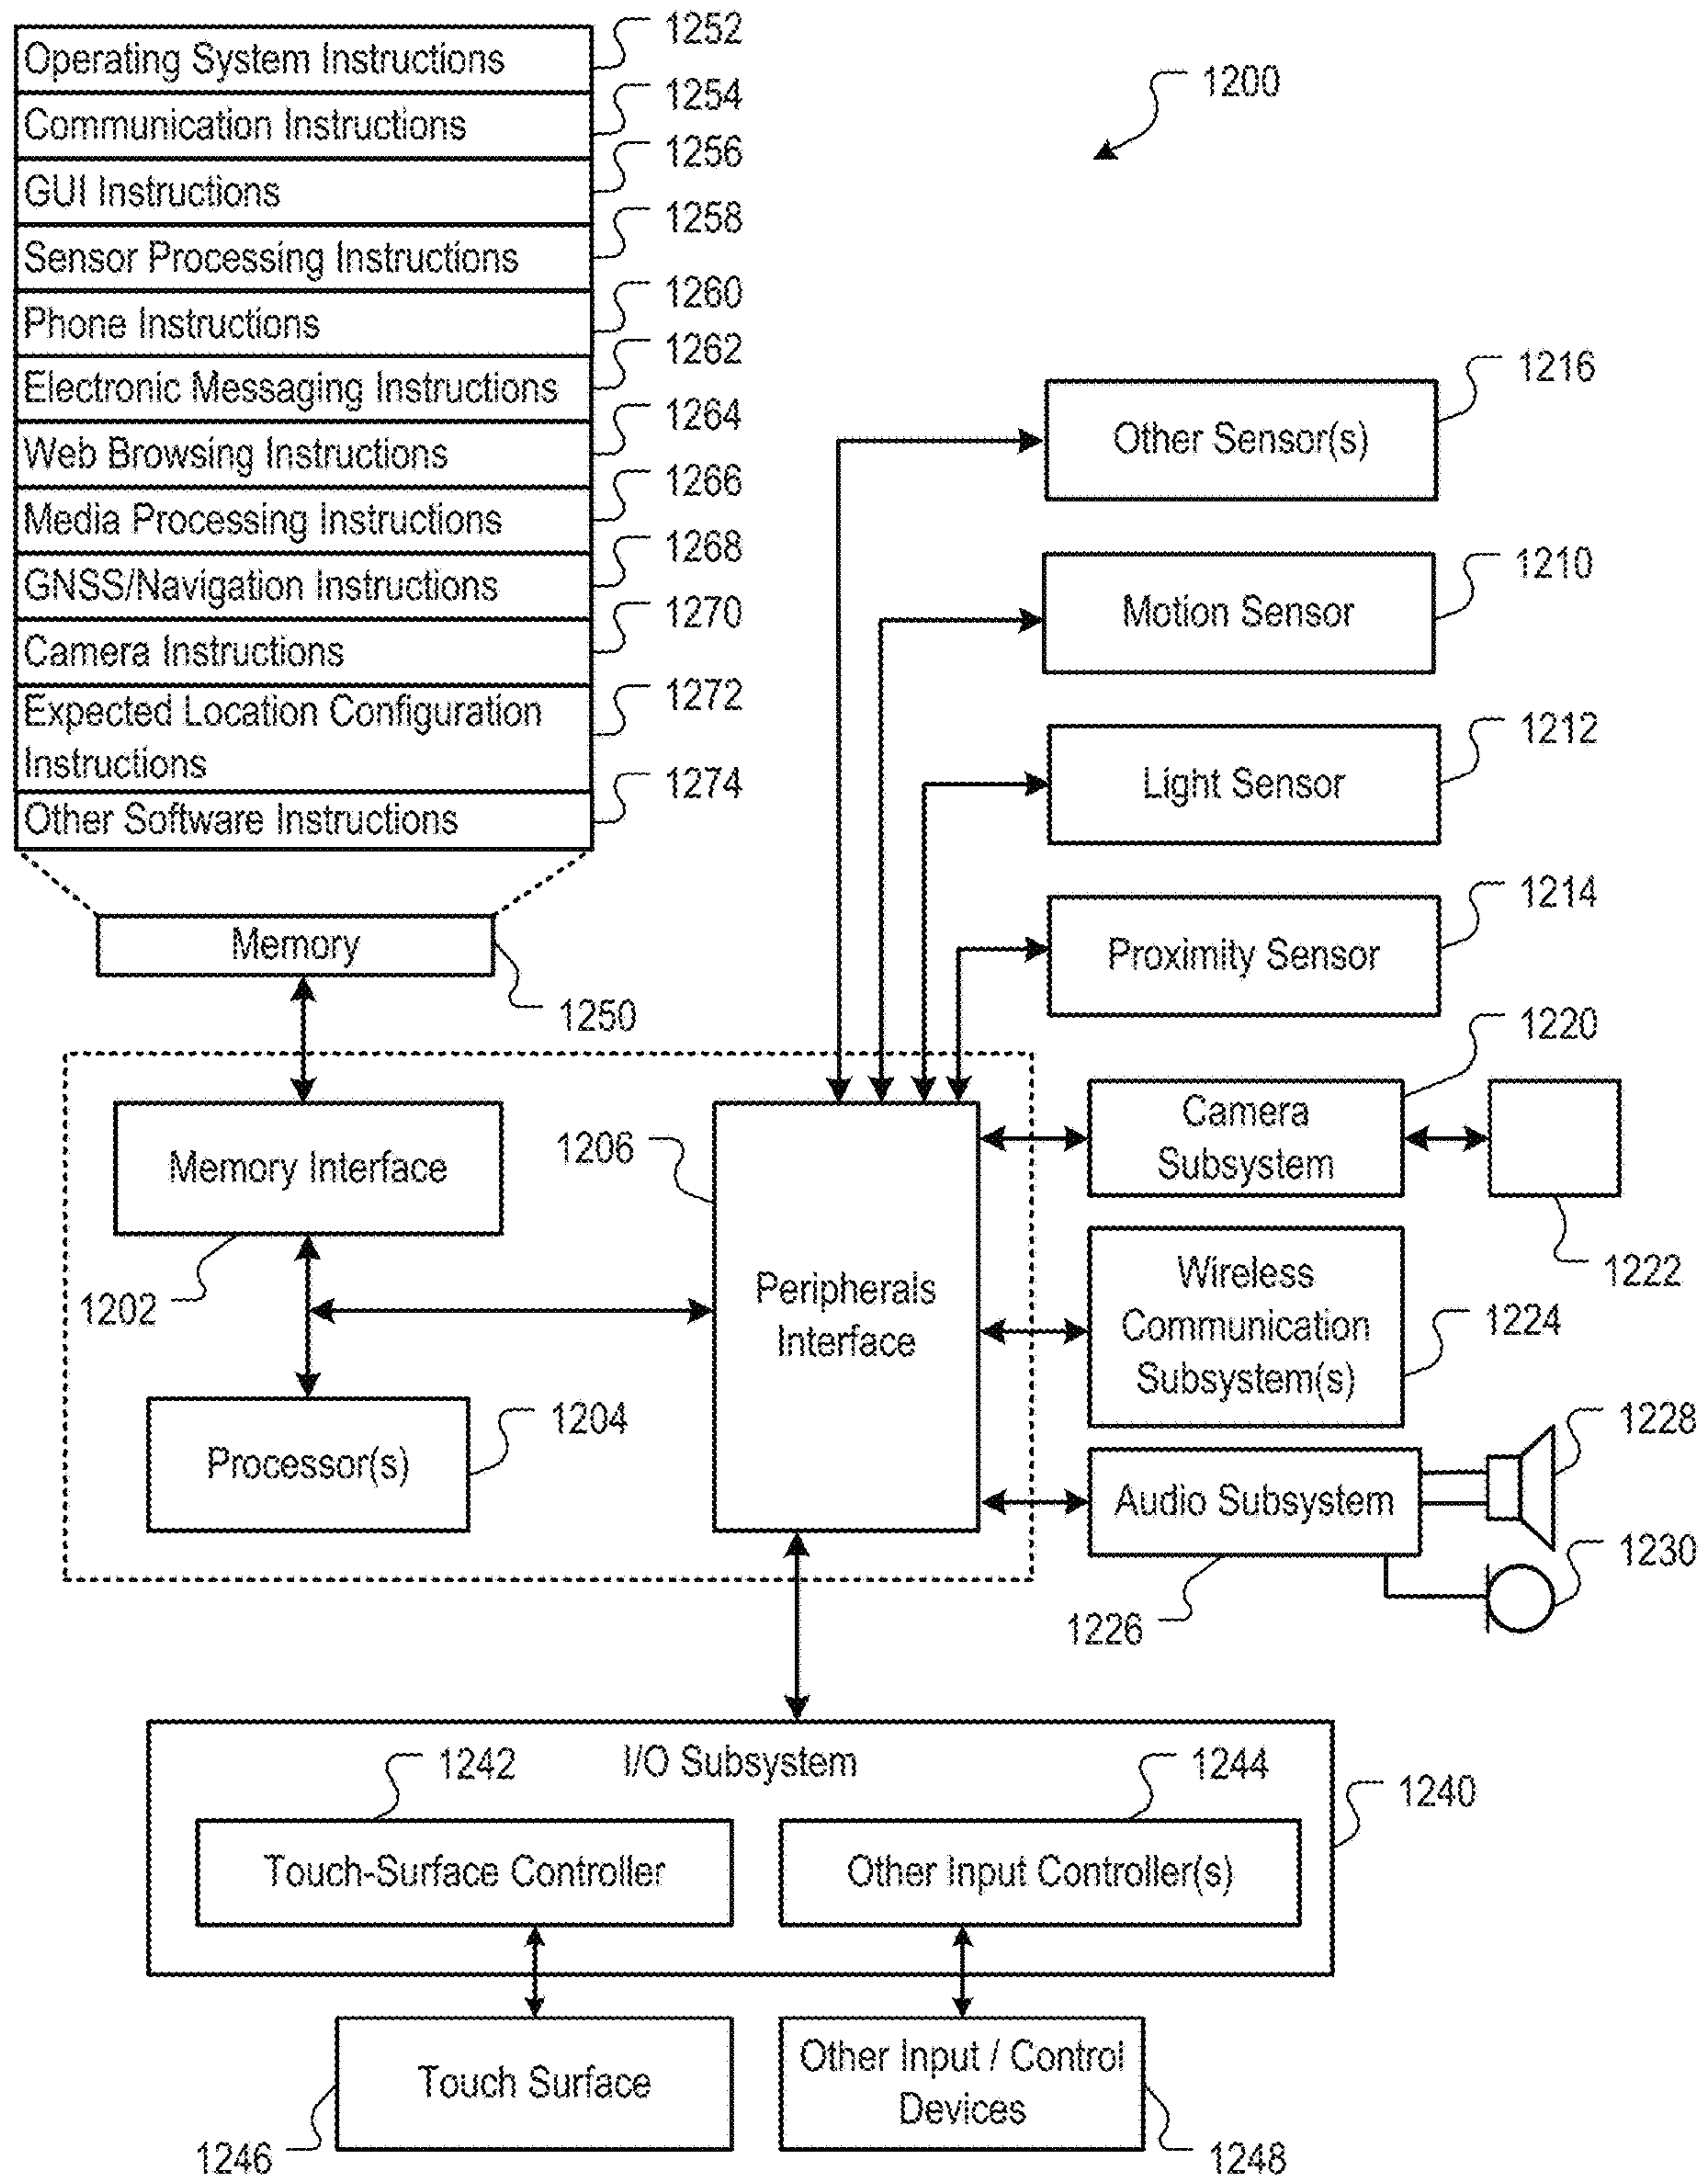 1252
Operating System Instructions
1254
Communication Instructions
1256
GUI Instructions
1258
Sensor Processing Instructions
1260
Phone Instructions
1262
Electronic Messaging Instructions
1264
Web Browsing Instructions
1266
Media Processing Instructions
1268
GNSS/Navigation Instructions
1270
Camera Instructions
1272
Expected Location Configuration
Instructions
1274
Other Software Instructions
Memory
1250
1200
1216
Other Sensor(s)
1210
Motion Sensor
1212
Light Sensor
1214
Proximity Sensor
1220
Camera
Subsystem
1222
Memory Interface
1202
1206
Peripherals
Interface
Wireless
Communication
Subsystem(s)
1224
Processor(s)
1204
Audio Subsystem
1228
1230
1226
I/O Subsystem
1242
1244
1240
Touch-Surface Controller
Other Input Controller(s)
Touch Surface
1246
Other Input / Control
Devices
1248